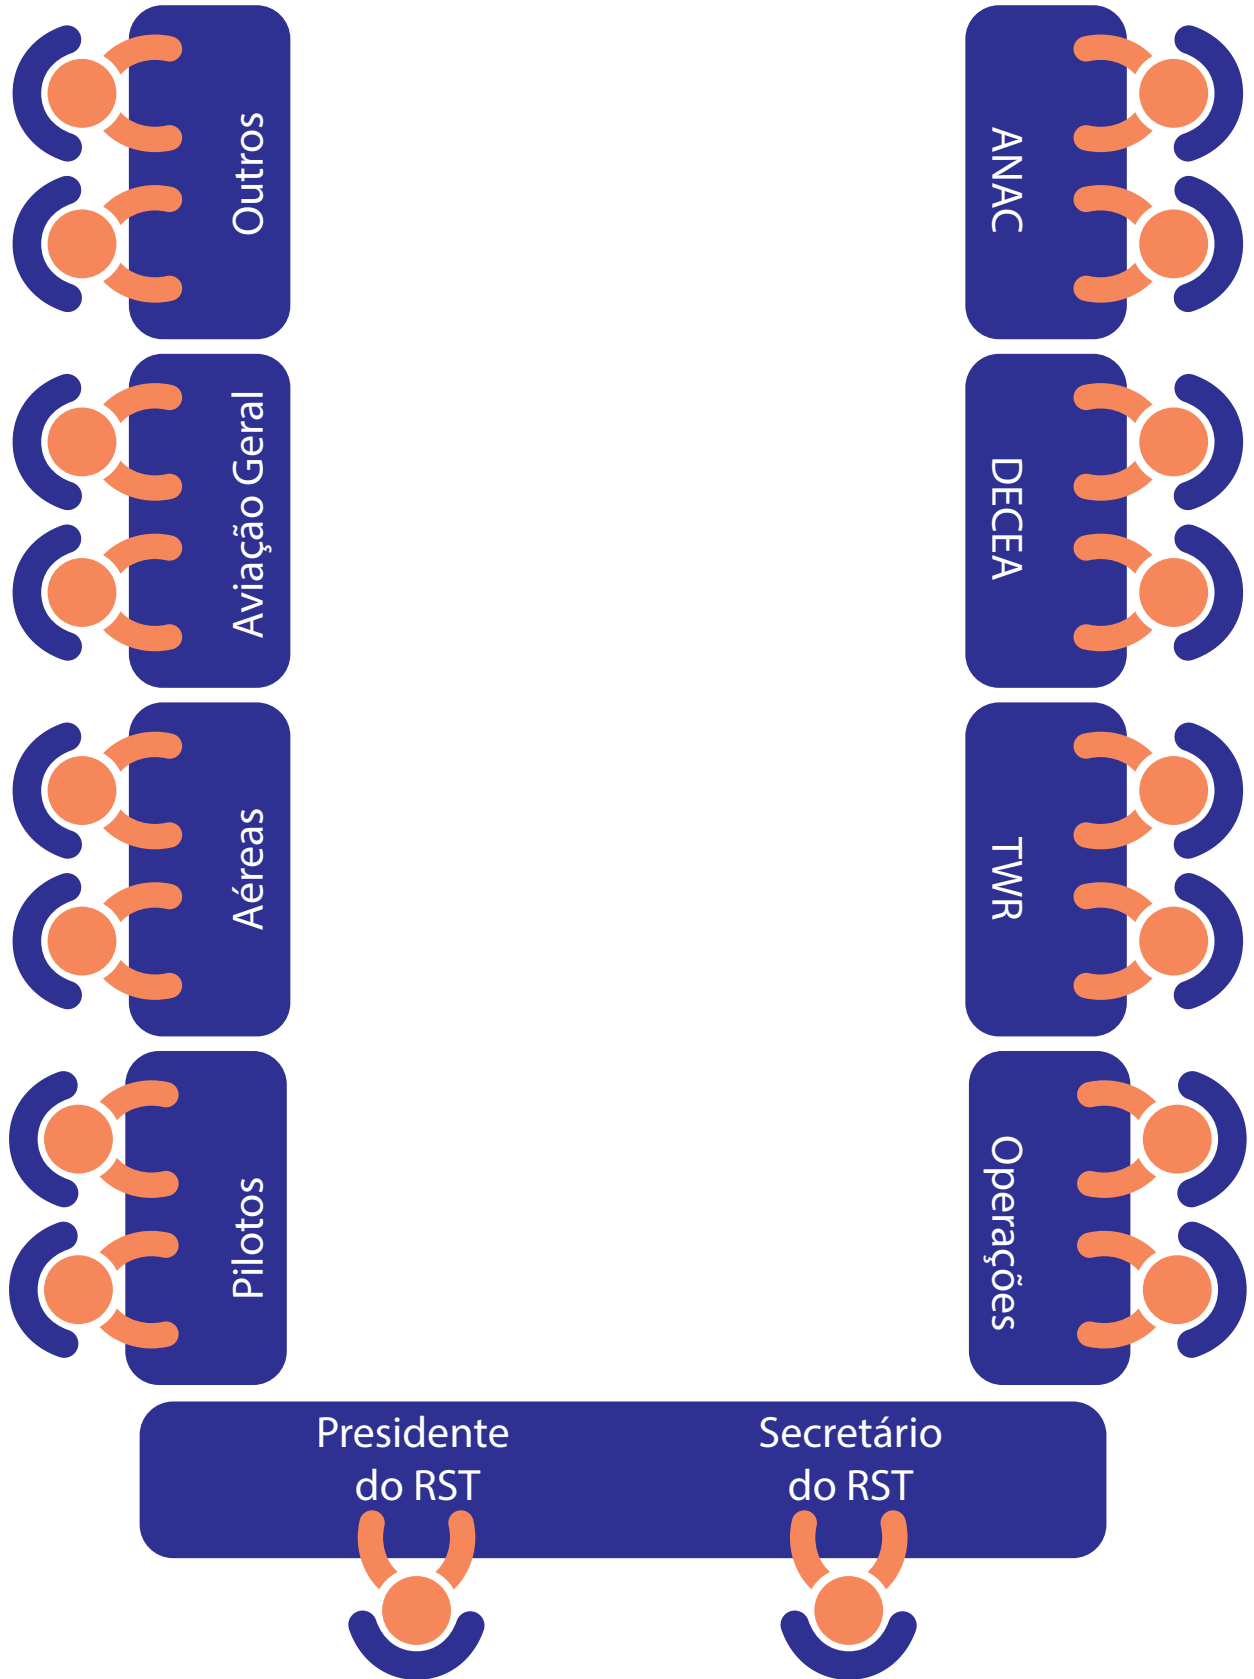 Outros
ANAC
Aviação Geral
DECEA
Aéreas
TWR
Pilotos
Operações
Presidente
do RST
Secretário
do RST